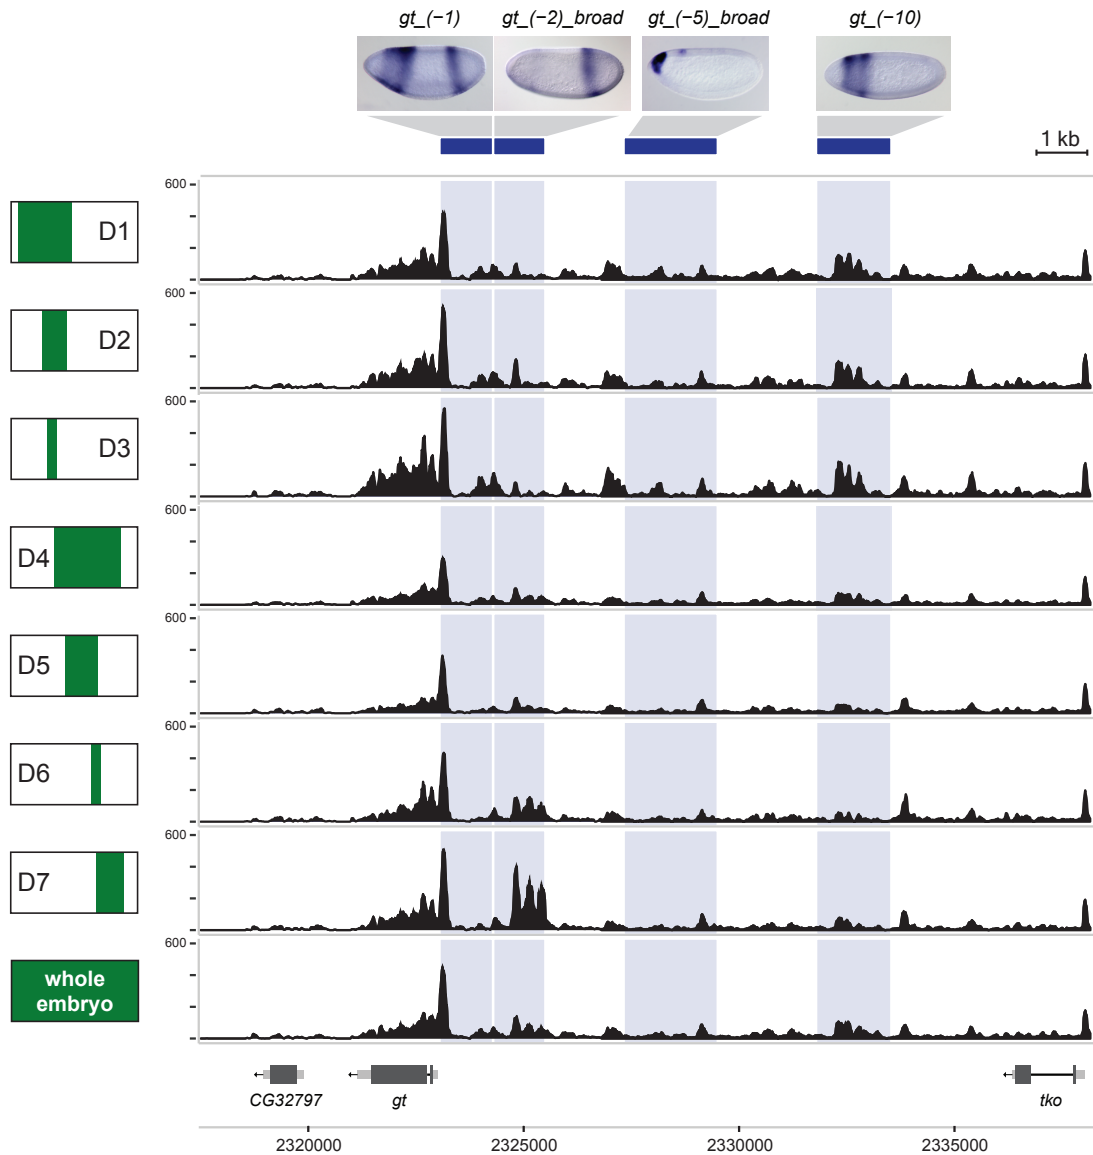 gt_(−1) gt_(−2)_broad gt_(−5)_broad gt_(−10)
1 kb
600
D1
600
D2
600
D3
600
D4
600
D5
600
D6
600
D7
600
whole
embryo
CG32797 gt tko
2320000 2325000 2330000 2335000